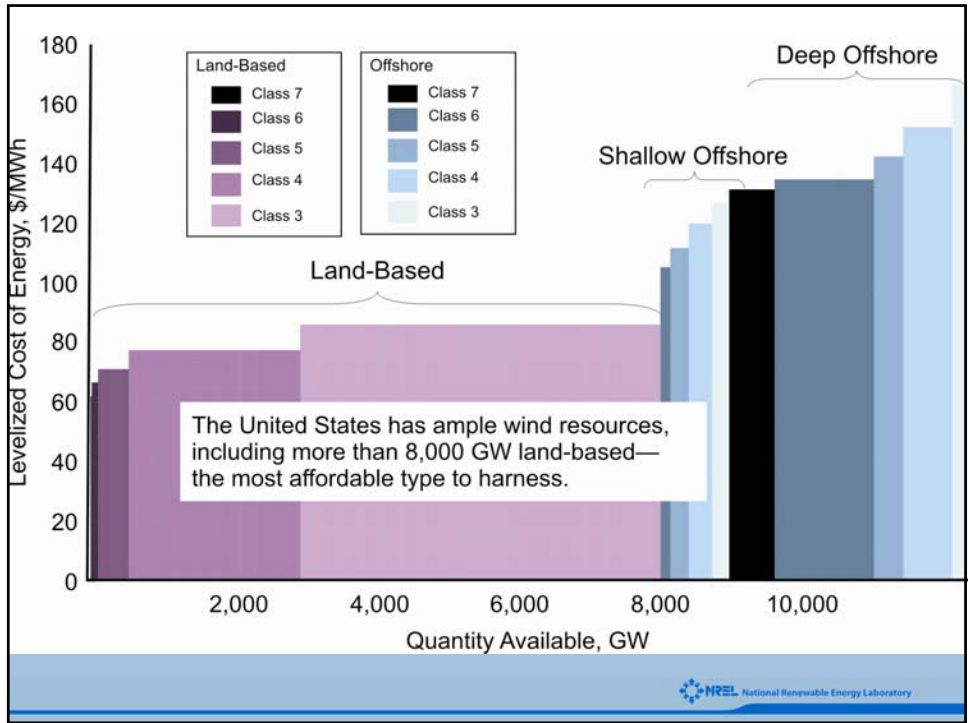 180
160
140
120
100
80
60
40
20
0
Levelized Cost of Energy, $/MWh
Land-Based
Class 7
Class 6
Class 5
Class 4
Class 3
Offshore
Class 7
Class 6
Class 5
Class 4
Class 3
Deep Offshore
Shallow Offshore
Land-Based
The United States has ample wind resources,
including more than 8,000 GW land-based—
the most affordable type to harness.
2,000
4,000
6,000
8,000
10,000
Quantity Available, GW
NREL National Renewable Energy Laboratory